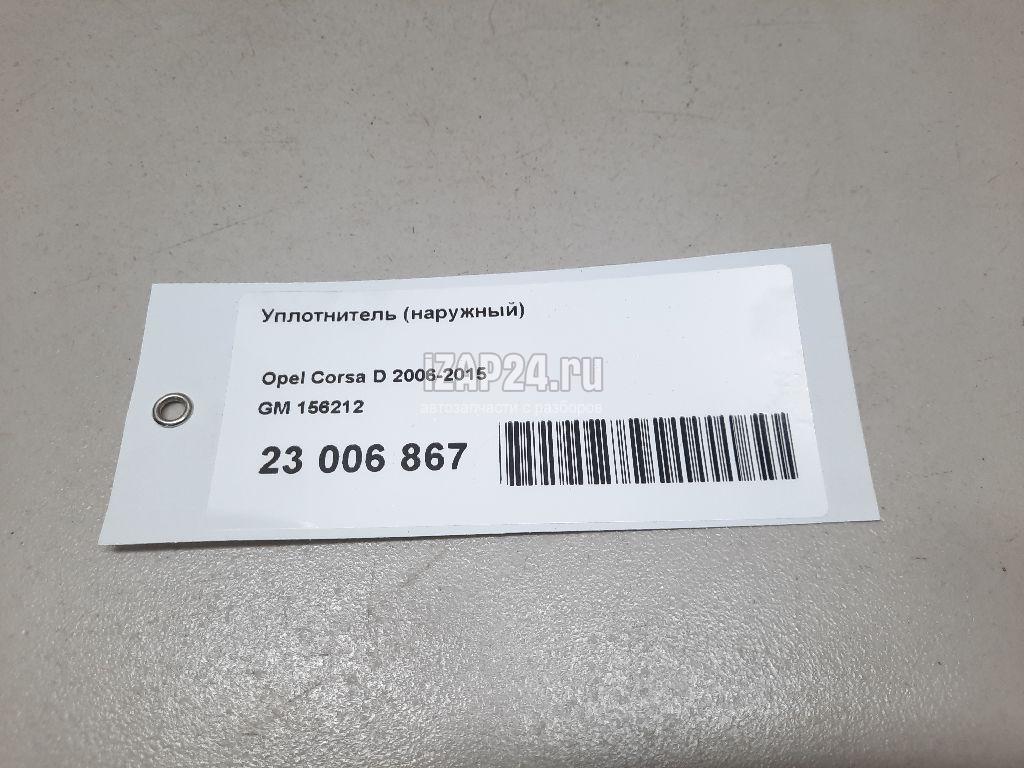 Уплотнитель (наружный)
Opel Corsa D 2006-2015
iZAP24.ru
GM 156212
автозапчасти с разборов
23 006 867